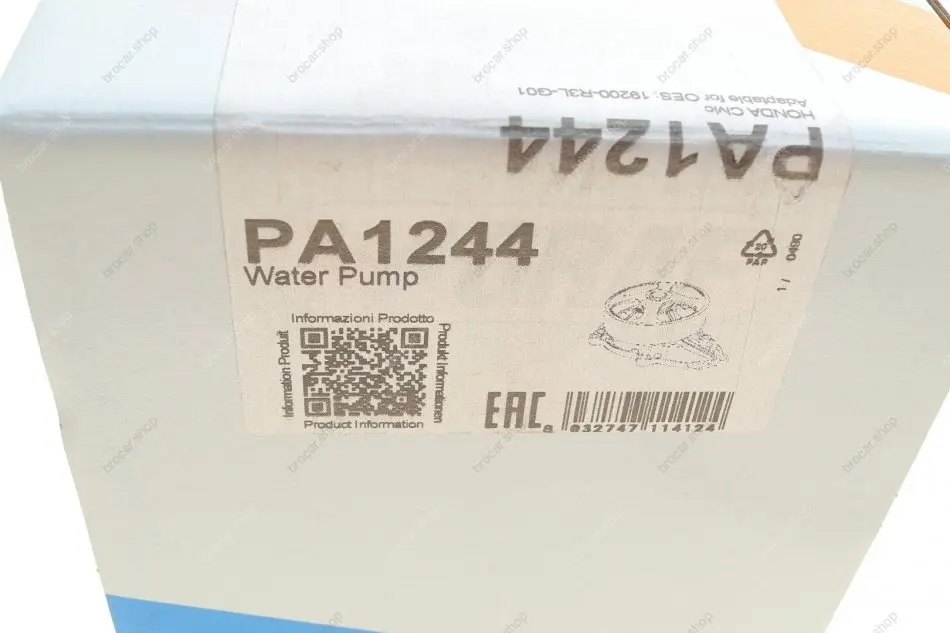 HONDA Civic
Adaptable for OES: 19200-R3L-G01
PA1244
PA1244
Water Pump
20
PAP
1 / 0490
Informazioni Prodotto
Information Produit
Produkt Informationen
Product Information
EAC
8 032747 114124
brocar.shop